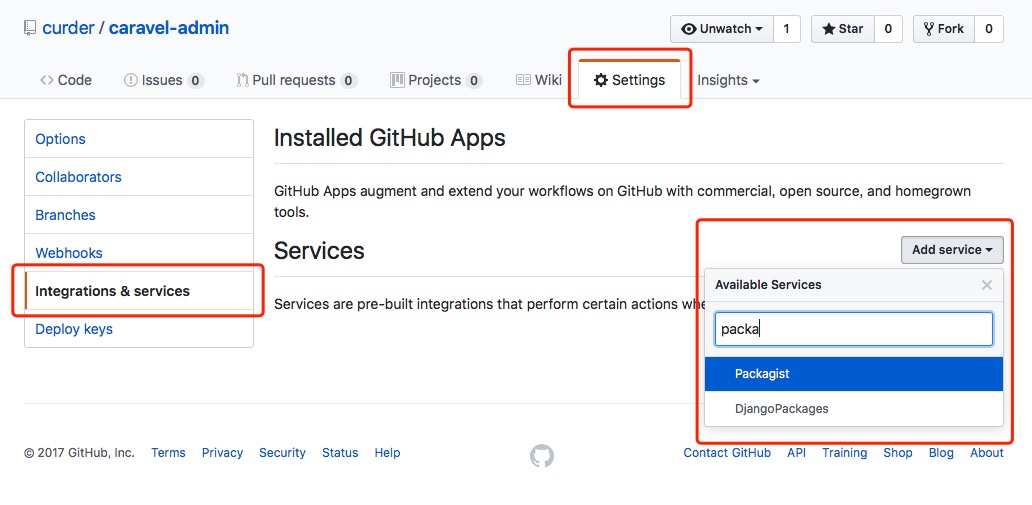 curder / caravel-admin
Unwatch 1 Star 0 Fork 0
Code Issues 0 Pull requests 0 Projects 0 Wiki Settings Insights
Options
Collaborators
Branches
Webhooks
Integrations & services
Deploy keys
Installed GitHub Apps
GitHub Apps augment and extend your workflows on GitHub with commercial, open source, and homegrown
tools.
Services
Add service
Services are pre-built integrations that perform certain actions
Available Services
packa
Packagist
DjangoPackages
© 2017 GitHub, Inc. Terms Privacy Security Status Help
Contact GitHub API Training Shop Blog About